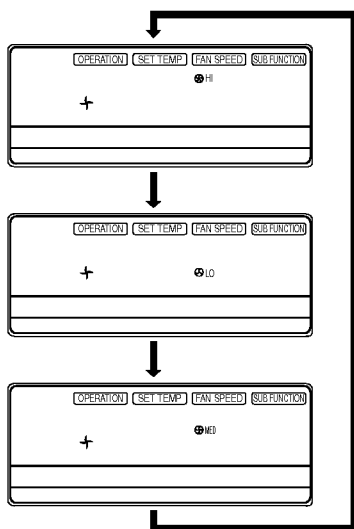 OPERATION SET TEMP FAN SPEED SUB FUNCTION
HI
OPERATION SET TEMP FAN SPEED SUB FUNCTION
LO
OPERATION SET TEMP FAN SPEED SUB FUNCTION
MED